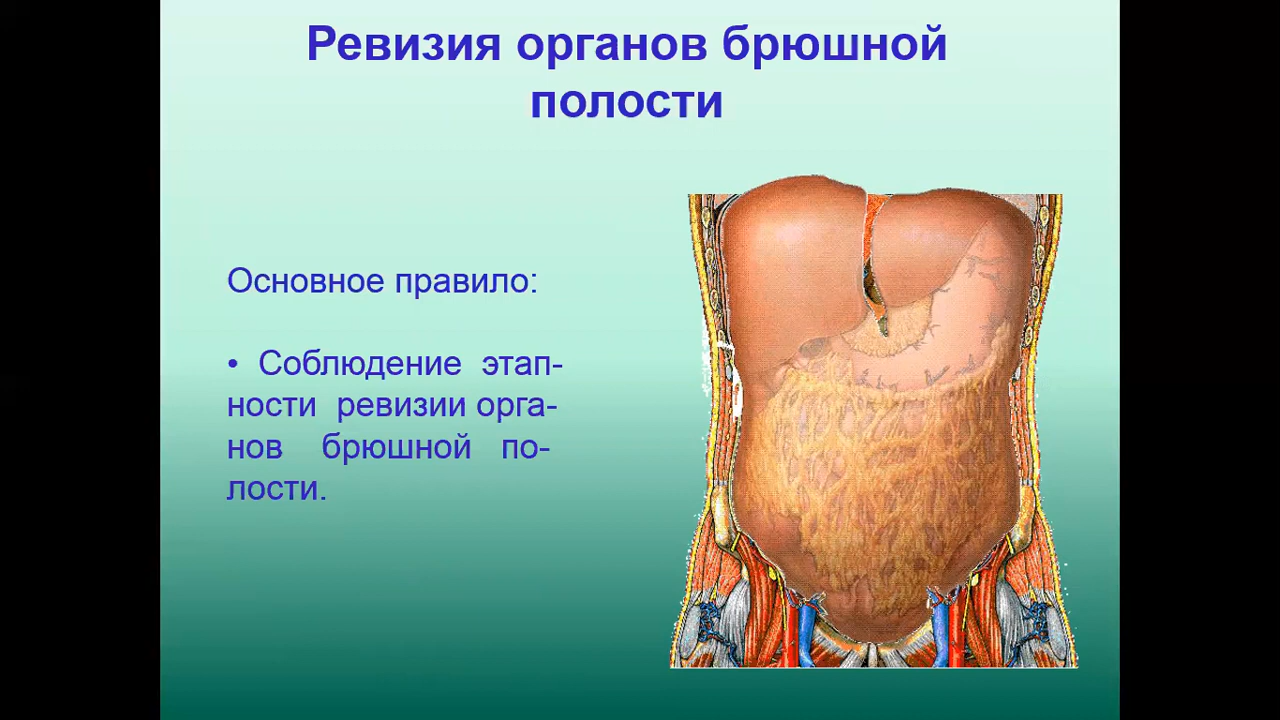 Ревизия органов брюшной
полости
Основное правило:
• Соблюдение этап-
ности ревизии орга-
нов брюшной по-
лости.